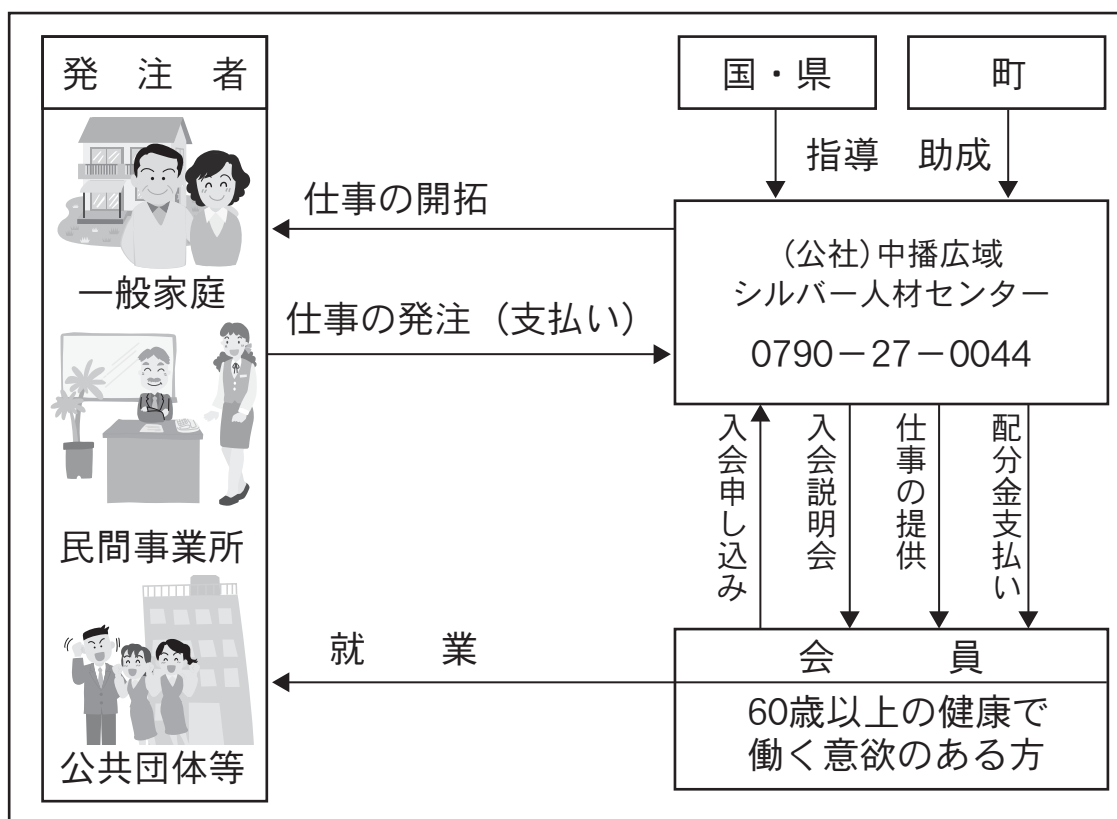 発注者
一般家庭
民間事業所
公共団体等
国・県
町
指導
助成
仕事の開拓
仕事の発注（支払い）
（公社）中播広域
シルバー人材センター
0790－27－0044
入会申し込み
入会説明会
仕事の提供
配分金支払い
就業
会員
60歳以上の健康で
働く意欲のある方